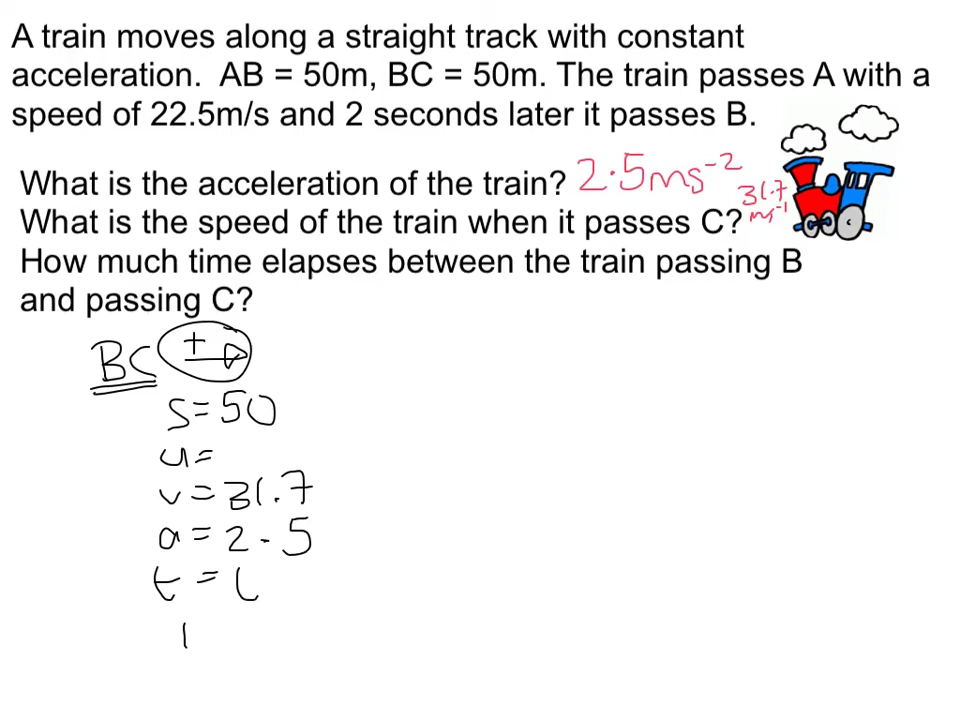 A train moves along a straight track with constant
acceleration. AB = 50m, BC = 50m. The train passes A with a
speed of 22.5m/s and 2 seconds later it passes B.
What is the acceleration of the train? 2.5ms⁻²
What is the speed of the train when it passes C? 31.7 ms⁻¹
How much time elapses between the train passing B
and passing C?
BC +→
s=50
u=
v=31.7
a=2.5
t=